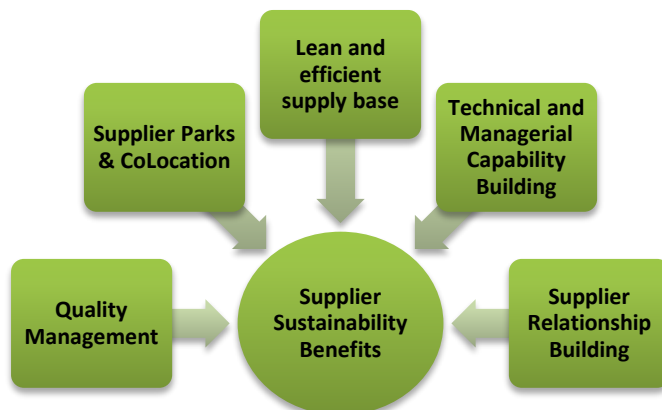 Lean and
efficient
supply base
Supplier Parks
& CoLocation
Technical and
Managerial
Capability
Building
Quality
Management
Supplier
Sustainability
Benefits
Supplier
Relationship
Building